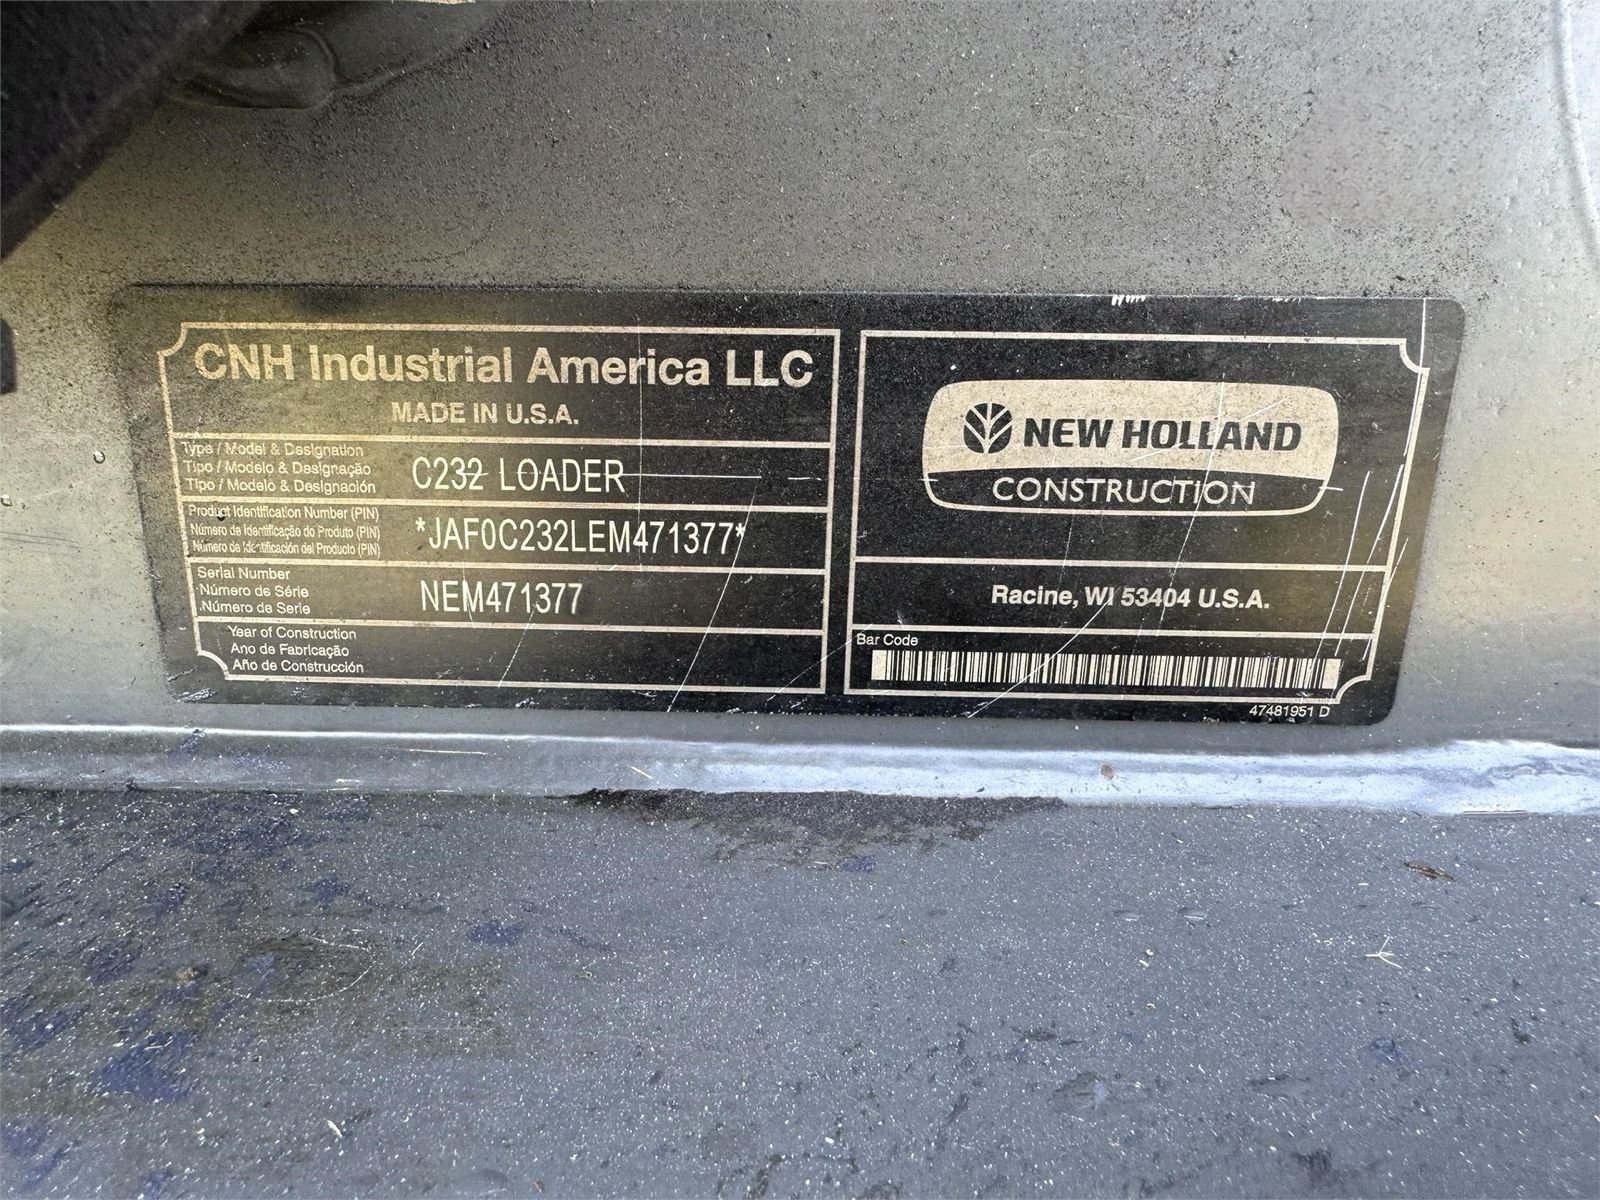 CNH Industrial America LLC
MADE IN U.S.A.
Type / Model & Designation
Tipo / Modelo & Designação
Tipo / Modelo & Designación
C232 LOADER
Product Identification Number (PIN)
Número de Identificação do Produto (PIN)
Número de Identificación del Producto (PIN)
*JAF0C232LEM471377*
Serial Number
Número de Série
Número de Serie
NEM471377
Year of Construction
Ano de Fabricação
Año de Construcción
NEW HOLLAND
CONSTRUCTION
Racine, WI 53404 U.S.A.
Bar Code
47481951 D